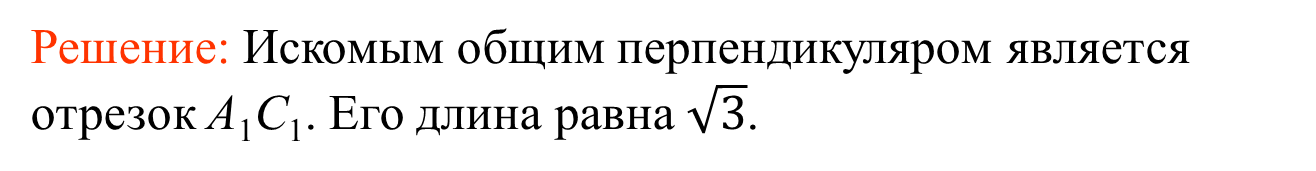 Решение: Искомым общим перпендикуляром является
отрезок A₁C₁. Его длина равна √3.